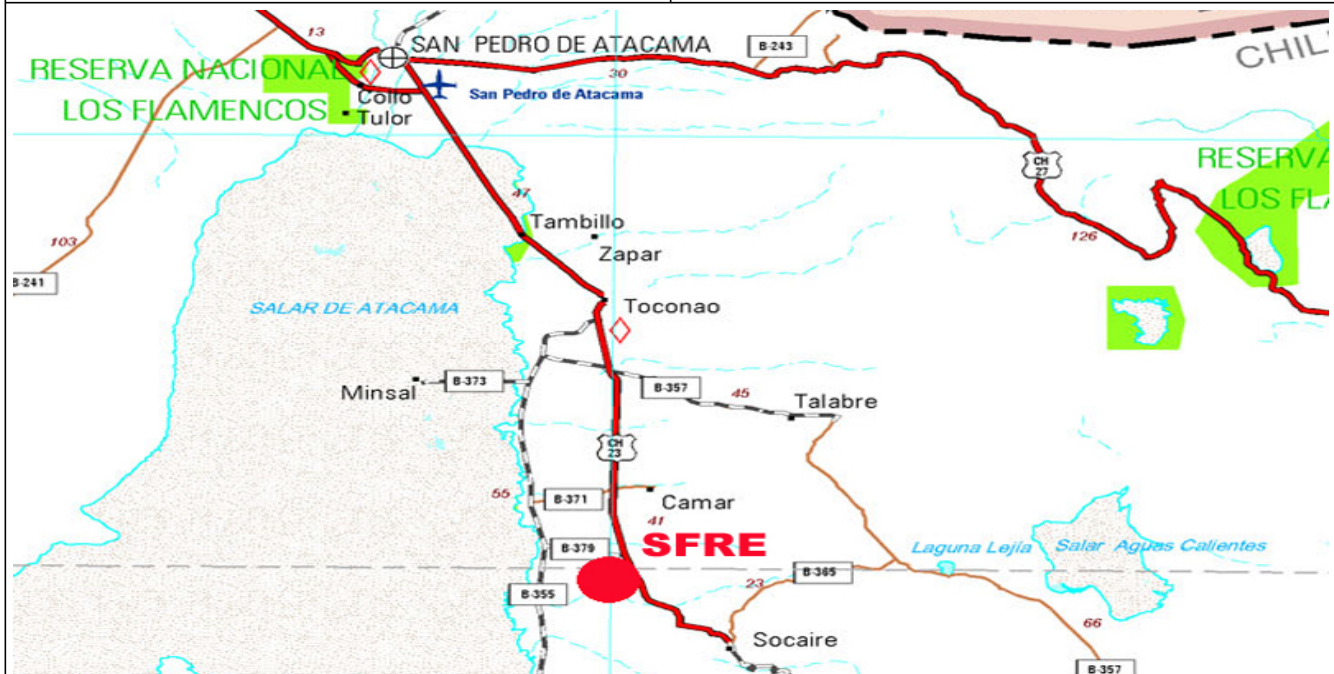 13
SAN PEDRO DE ATACAMA
B-243
CHIL
RESERVA NACIONAL
30
Collo
San Pedro de Atacama
LOS FLAMENCOS
Tulor
CH
27
RESERVA
LOS FLA
47
Tambillo
103
Zapar
126
B-241
SALAR DE ATACAMA
Toconao
Minsal
B-373
B-357
45
Talabre
CH
23
55
B-371
Camar
41
SFRE
B-379
Laguna Lejía
Salar Aguas Calientes
B-355
23
B-365
66
Socaire
B-357